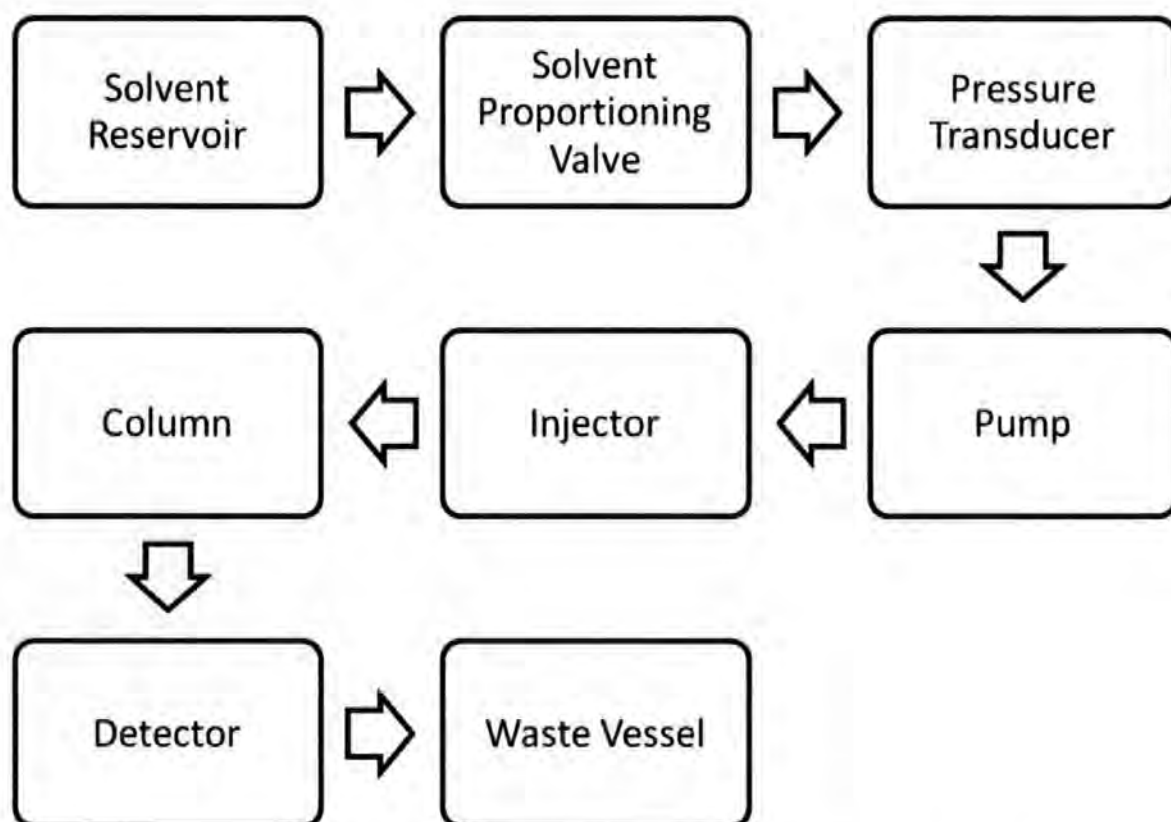 Solvent
Reservoir
Solvent
Proportioning
Valve
Pressure
Transducer
Column
Injector
Pump
Detector
Waste Vessel